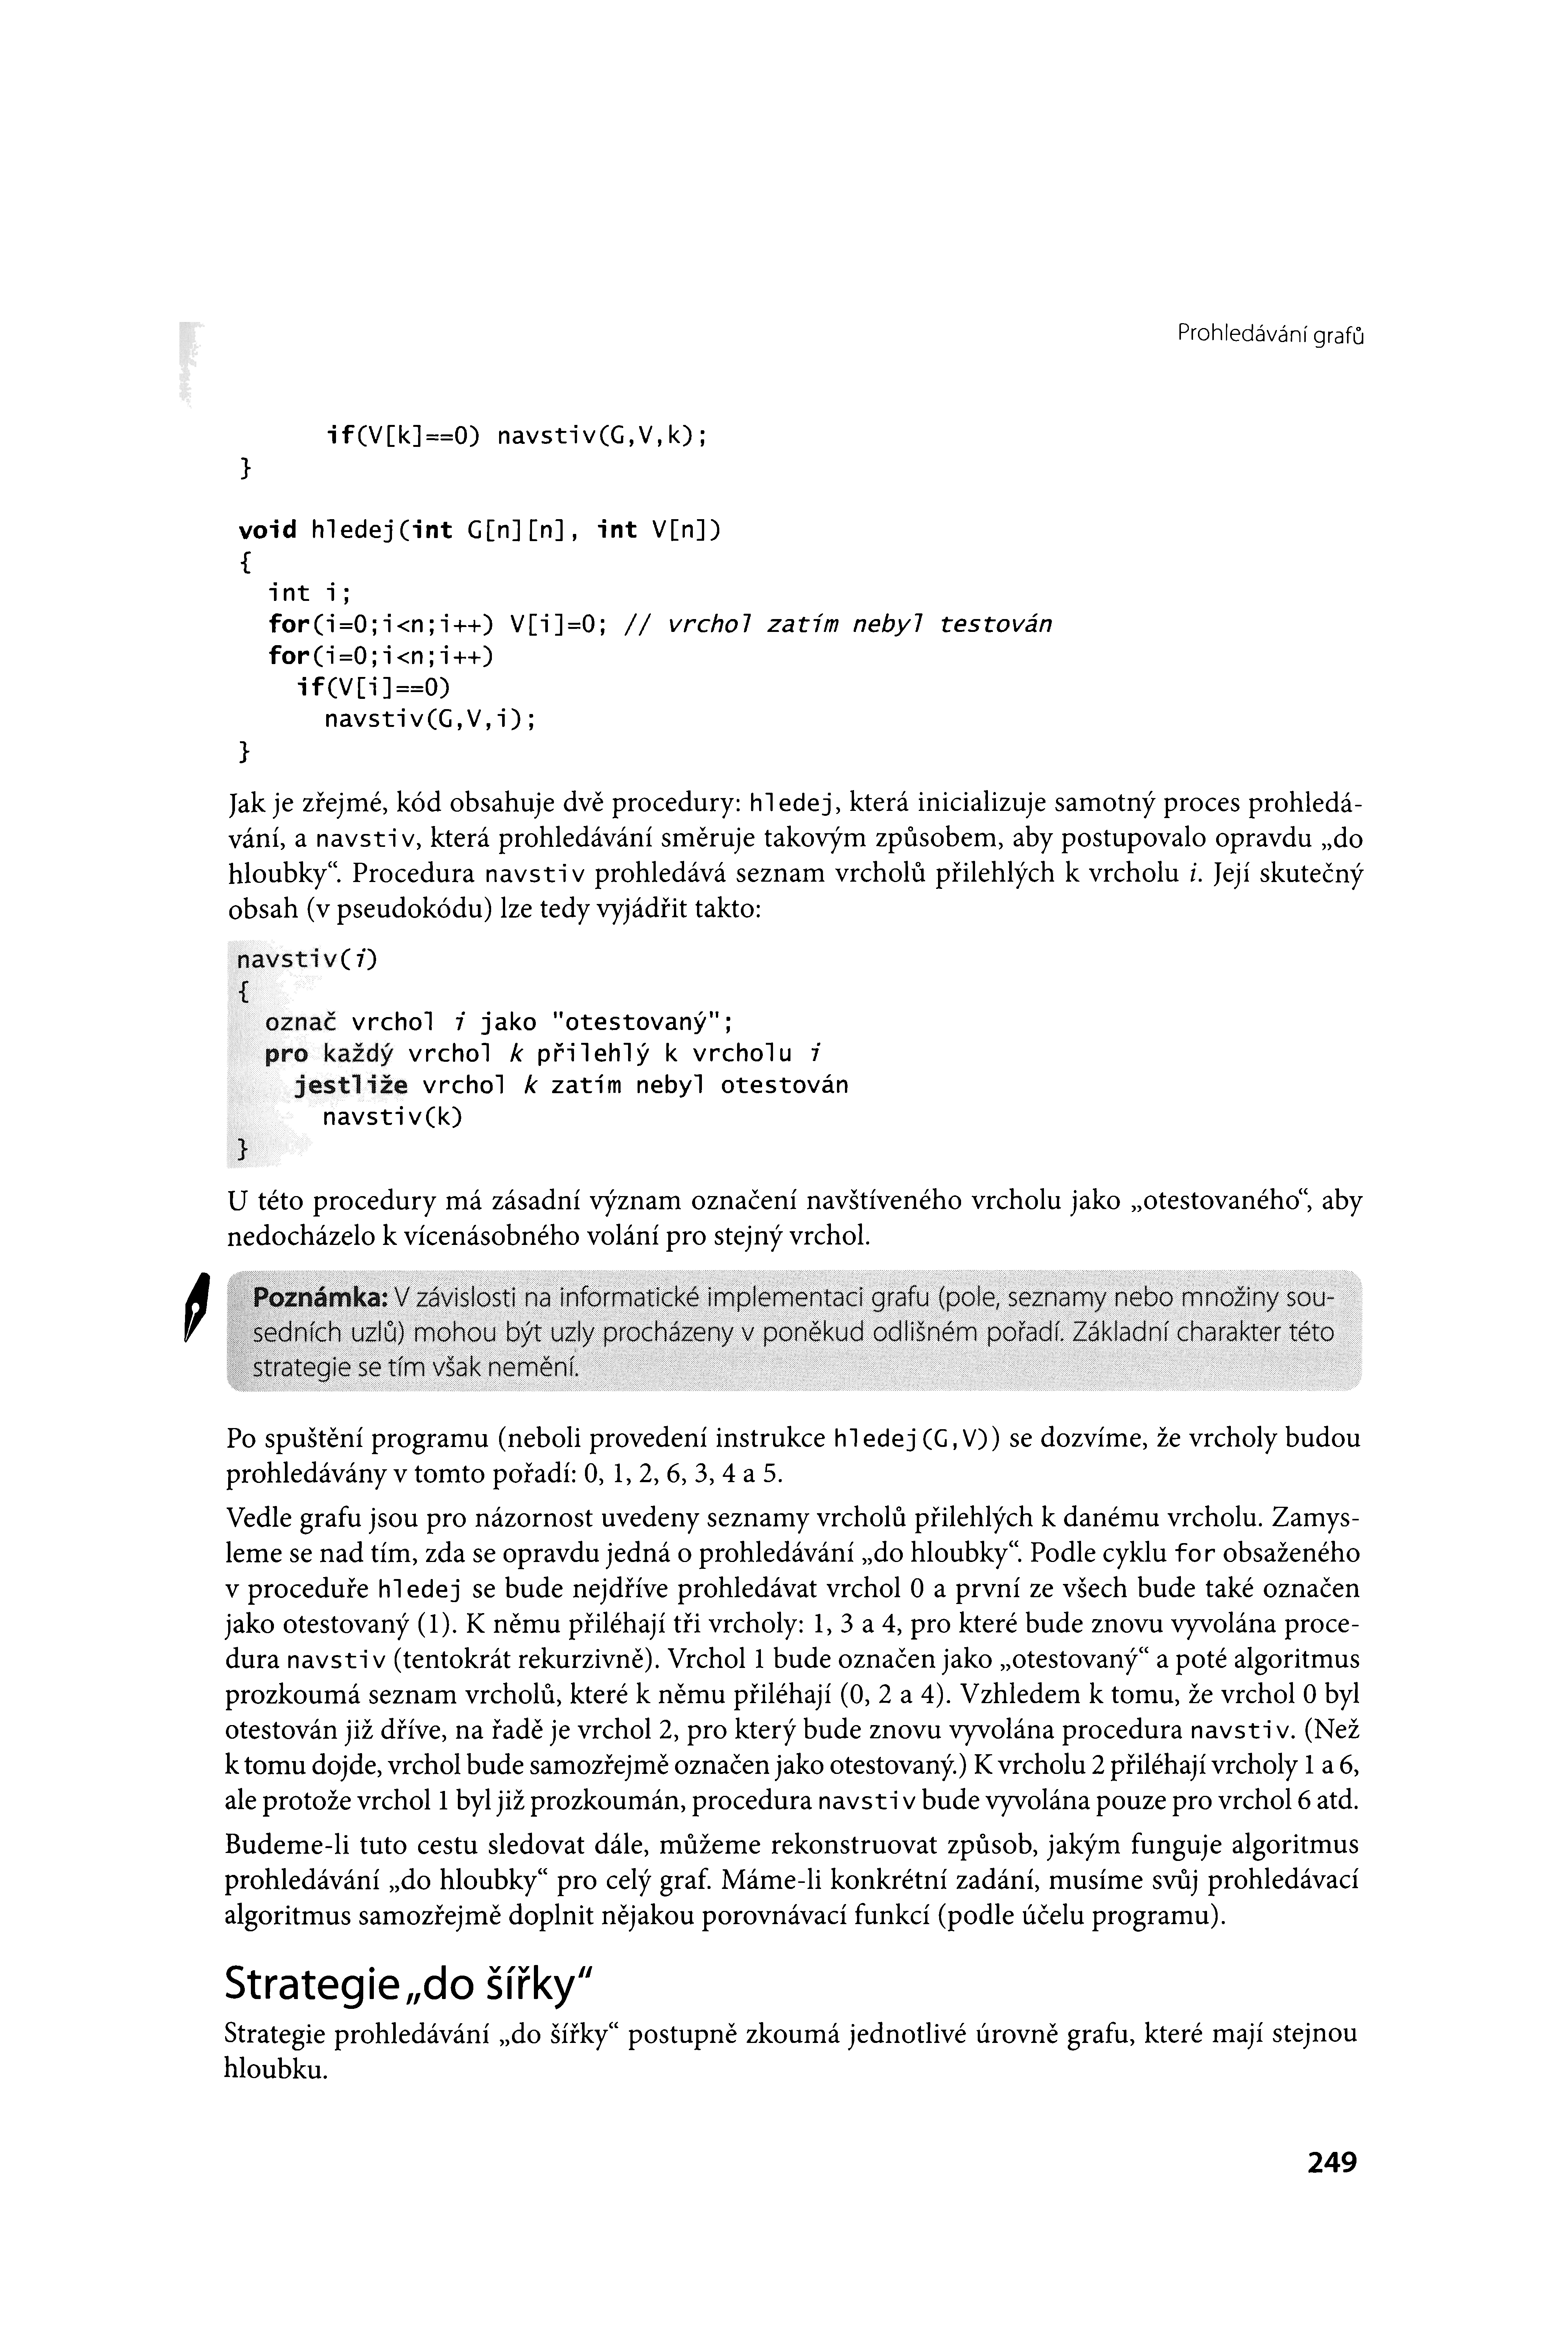 Prohledávání grafů
if(V[k]==0) navstiv(G,V,k);
}
void hledej(int G[n][n], int V[n])
{
int i;
for(i=0;i<n;i++) V[i]=0; // vrchol zatím nebyl testován
for(i=0;i<n;i++)
if(V[i]==0)
navstiv(G,V,i);
}
Jak je zřejmé, kód obsahuje dvě procedury: hledej, která inicializuje samotný proces prohledá-
vání, a navstiv, která prohledávání směruje takovým způsobem, aby postupovalo opravdu „do
hloubky“. Procedura navstiv prohledává seznam vrcholů přilehlých k vrcholu i. Její skutečný
obsah (v pseudokódu) lze tedy vyjádřit takto:
navstiv(i)
{
označ vrchol i jako "otestovaný";
pro každý vrchol k přilehlý k vrcholu i
jestliže vrchol k zatím nebyl otestován
navstiv(k)
}
U této procedury má zásadní význam označení navštíveného vrcholu jako „otestovaného“, aby
nedocházelo k vícenásobného volání pro stejný vrchol.
Poznámka: V závislosti na informatické implementaci grafu (pole, seznamy nebo množiny sou-
sedních uzlů) mohou být uzly procházeny v poněkud odlišném pořadí. Základní charakter této
strategie se tím však nemění.
Po spuštění programu (neboli provedení instrukce hledej(G,V)) se dozvíme, že vrcholy budou
prohledávány v tomto pořadí: 0, 1, 2, 6, 3, 4 a 5.
Vedle grafu jsou pro názornost uvedeny seznamy vrcholů přilehlých k danému vrcholu. Zamys-
leme se nad tím, zda se opravdu jedná o prohledávání „do hloubky“. Podle cyklu for obsaženého
v proceduře hledej se bude nejdříve prohledávat vrchol 0 a první ze všech bude také označen
jako otestovaný (1). K němu přiléhají tři vrcholy: 1, 3 a 4, pro které bude znovu vyvolána proce-
dura navstiv (tentokrát rekurzivně). Vrchol 1 bude označen jako „otestovaný“ a poté algoritmus
prozkoumá seznam vrcholů, které k němu přiléhají (0, 2 a 4). Vzhledem k tomu, že vrchol 0 byl
otestován již dříve, na řadě je vrchol 2, pro který bude znovu vyvolána procedura navstiv. (Než
k tomu dojde, vrchol bude samozřejmě označen jako otestovaný.) K vrcholu 2 přiléhají vrcholy 1 a 6,
ale protože vrchol 1 byl již prozkoumán, procedura navstiv bude vyvolána pouze pro vrchol 6 atd.
Budeme-li tuto cestu sledovat dále, můžeme rekonstruovat způsob, jakým funguje algoritmus
prohledávání „do hloubky“ pro celý graf. Máme-li konkrétní zadání, musíme svůj prohledávací
algoritmus samozřejmě doplnit nějakou porovnávací funkcí (podle účelu programu).
Strategie „do šířky“
Strategie prohledávání „do šířky“ postupně zkoumá jednotlivé úrovně grafu, které mají stejnou
hloubku.
249